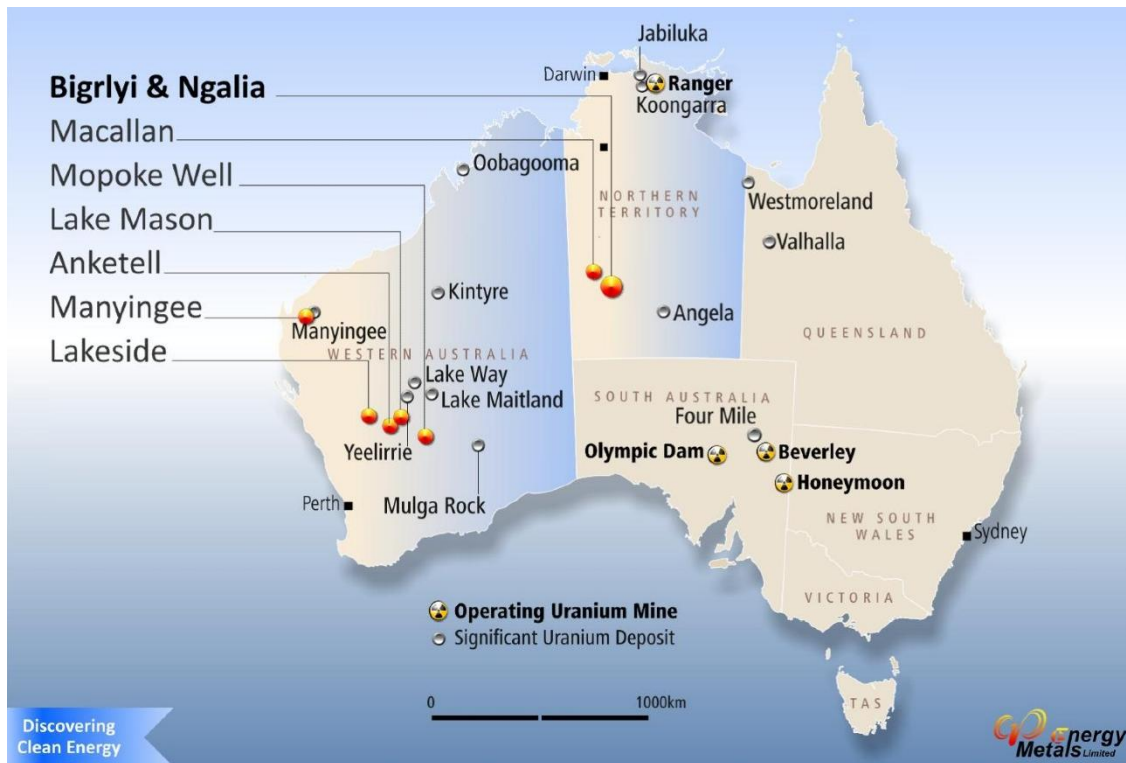 Bigrlyi & Ngalia
Macallan
Mopoke Well
Lake Mason
Anketell
Manyingee
Lakeside
Jabiluka
Darwin
Ranger
Koongarra
Oobagooma
NORTHERN
TERRITORY
Westmoreland
Valhalla
Kintyre
Angela
Manyingee
QUEENSLAND
WESTERN AUSTRALIA
Lake Way
Lake Maitland
SOUTH AUSTRALIA
Four Mile
Yeelirrie
Olympic Dam
Beverley
Honeymoon
Perth
Mulga Rock
NEW SOUTH
WALES
Sydney
VICTORIA
Operating Uranium Mine
Significant Uranium Deposit
0 1000km
TAS
Discovering
Clean Energy
Energy
Metals Limited